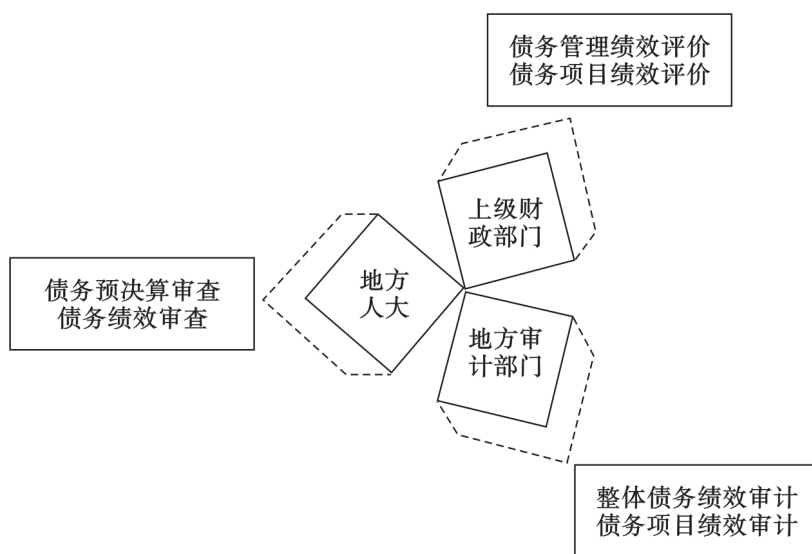 债务管理绩效评价
债务项目绩效评价
上级财
政部门
地方
人大
债务预决算审查
债务绩效审查
地方审
计部门
整体债务绩效审计
债务项目绩效审计